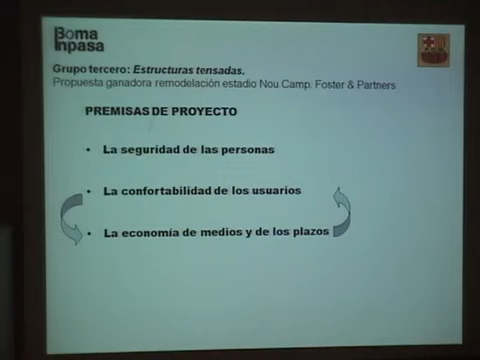 Boma
Inpasa
Grupo tercero: Estructuras tensadas.
Propuesta ganadora remodelación estadio Nou Camp. Foster & Partners
PREMISAS DE PROYECTO
• La seguridad de las personas
• La confortabilidad de los usuarios
• La economía de medios y de los plazos